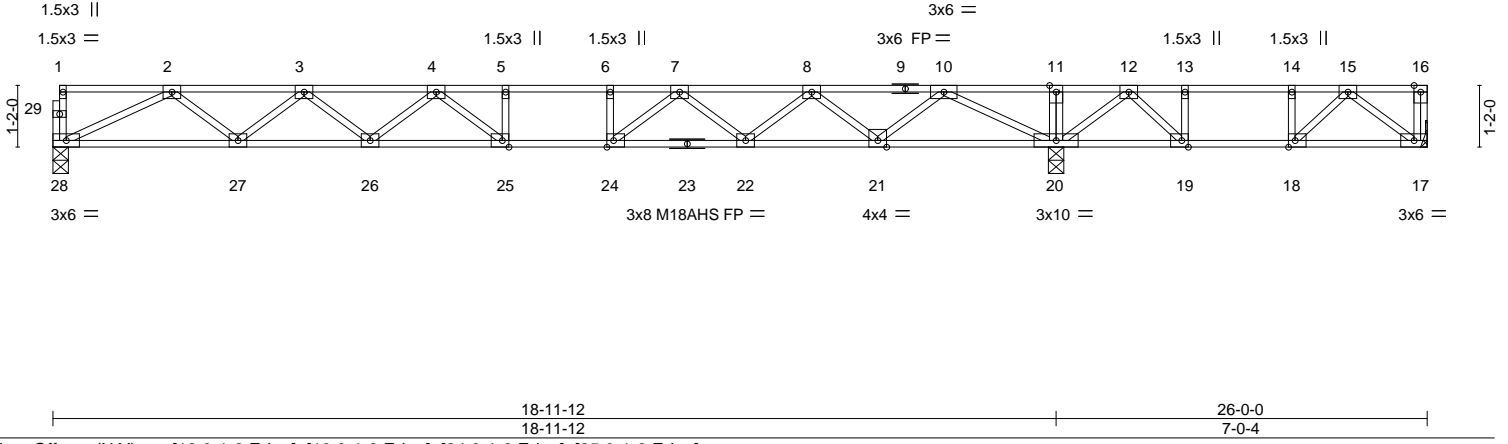 1.5x3 ||
3x6 =
1.5x3 =
1.5x3 ||
1.5x3 ||
3x6 FP =
1.5x3 ||
1.5x3 ||
1 2 3 4 5 6 7 8 9 10 11 12 13 14 15 16
29
1-2-0
1-2-0
28 27 26 25 24 23 22 21 20 19 18 17
3x6 =
3x8 M18AHS FP =
4x4 =
3x10 =
3x6 =
18-11-12
26-0-0
18-11-12
7-0-4